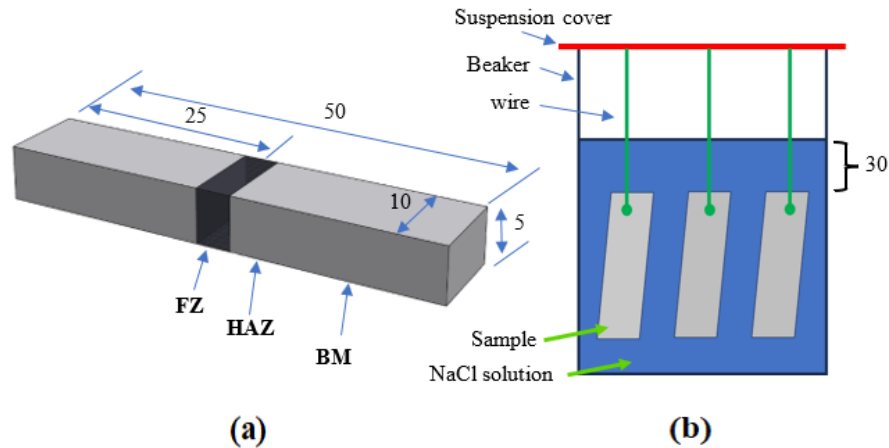 50
25
10
5
FZ
HAZ
BM
(a)
Suspension cover
Beaker
wire
30
Sample
NaCl solution
(b)